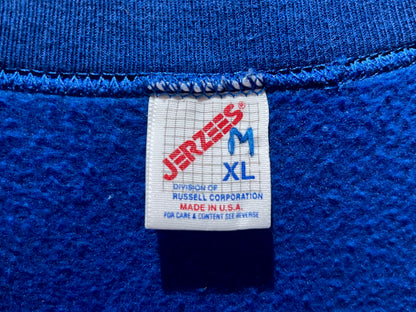 JERZEES®
M
XL
DIVISION OF
RUSSELL CORPORATION
MADE IN U.S.A.
FOR CARE & CONTENT SEE REVERSE